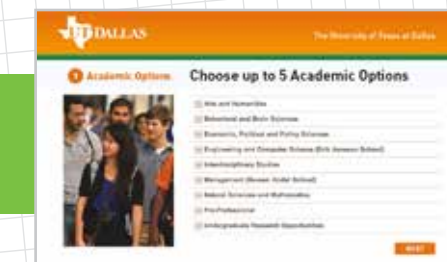 UT DALLAS
The University of Texas at Dallas
1 Academic Options
Choose up to 5 Academic Options
Arts and Humanities
Behavioral and Brain Sciences
Economic, Political and Policy Sciences
Engineering and Computer Science (Erik Jonsson School)
Interdisciplinary Studies
Management (Naveen Jindal School)
Natural Sciences and Mathematics
Pre-Professional
Undergraduate Research Opportunities
NEXT